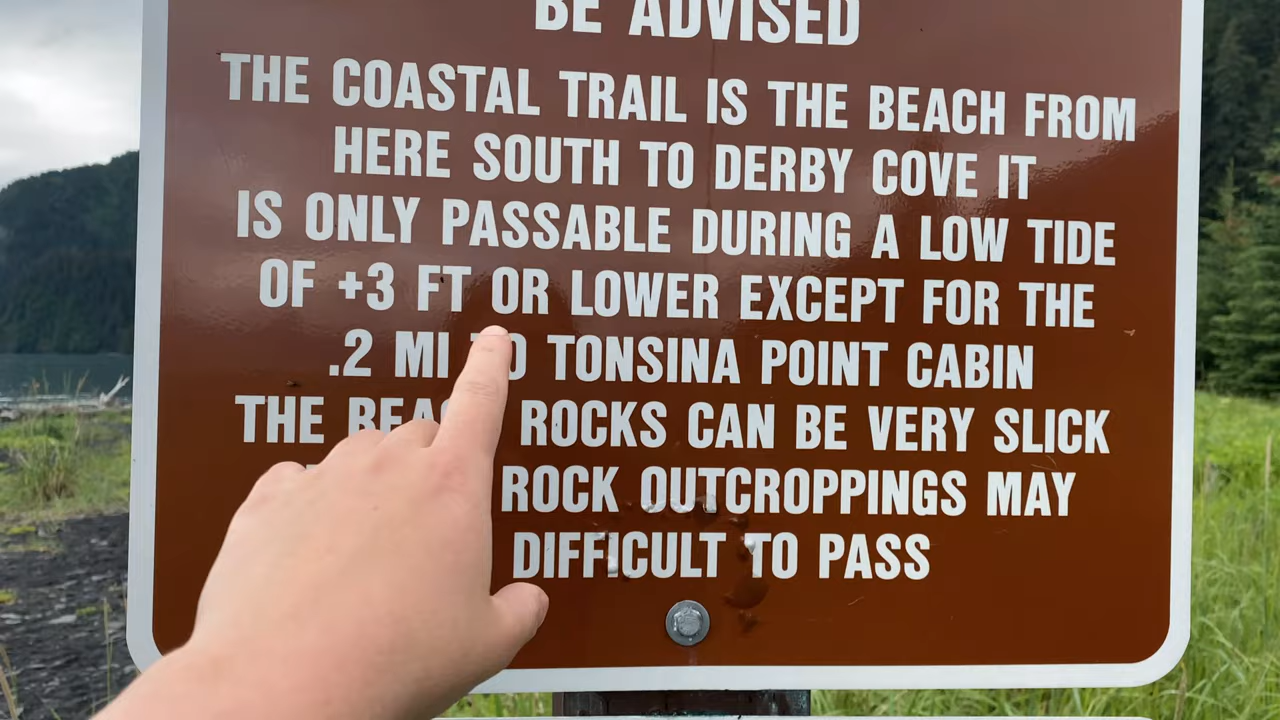 BE ADVISED
THE COASTAL TRAIL IS THE BEACH FROM
HERE SOUTH TO DERBY COVE IT
IS ONLY PASSABLE DURING A LOW TIDE
OF +3 FT OR LOWER EXCEPT FOR THE
.2 MI TO TONSINA POINT CABIN
THE BEACH ROCKS CAN BE VERY SLICK
ROCK OUTCROPPINGS MAY
DIFFICULT TO PASS